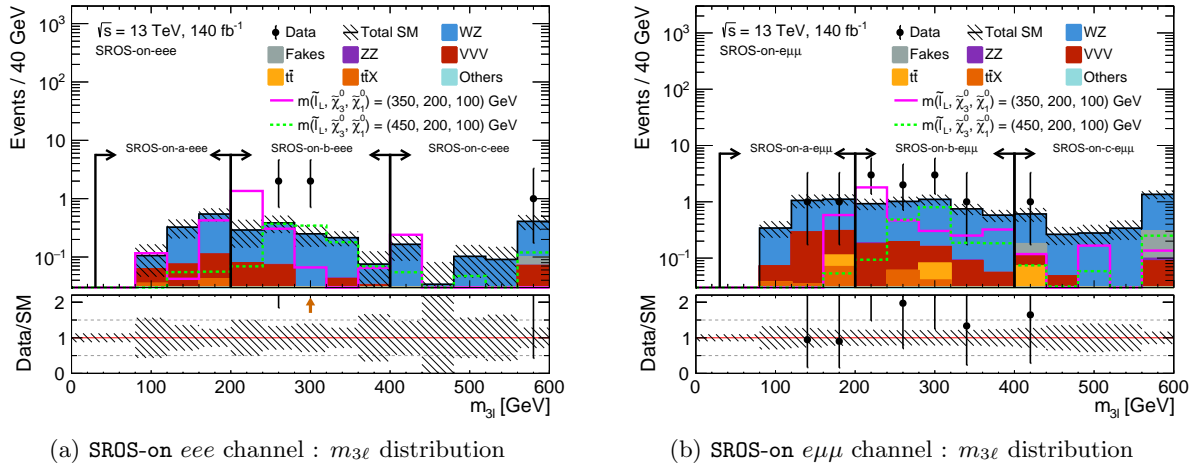 √s = 13 TeV, 140 fb⁻¹
SROS-on-eee
Data
Total SM
WZ
Fakes
ZZ
VVV
tt̄
tt̄X
Others
m(l̃_L, χ̃⁰₃, χ̃⁰₁) = (350, 200, 100) GeV
m(l̃_L, χ̃⁰₃, χ̃⁰₁) = (450, 200, 100) GeV
SROS-on-a-eee
SROS-on-b-eee
SROS-on-c-eee
Events / 40 GeV
10³
10²
10
1
10⁻¹
Data/SM
2
1
0
0 100 200 300 400 500 600
m₃ₗ [GeV]
(a) SROS-on eee channel : m₃ℓ distribution
√s = 13 TeV, 140 fb⁻¹
SROS-on-eμμ
Data
Total SM
WZ
Fakes
ZZ
VVV
tt̄
tt̄X
Others
m(l̃_L, χ̃⁰₃, χ̃⁰₁) = (350, 200, 100) GeV
m(l̃_L, χ̃⁰₃, χ̃⁰₁) = (450, 200, 100) GeV
SROS-on-a-eμμ
SROS-on-b-eμμ
SROS-on-c-eμμ
Events / 40 GeV
10³
10²
10
1
10⁻¹
Data/SM
2
1
0
0 100 200 300 400 500 600
m₃ₗ [GeV]
(b) SROS-on eμμ channel : m₃ℓ distribution